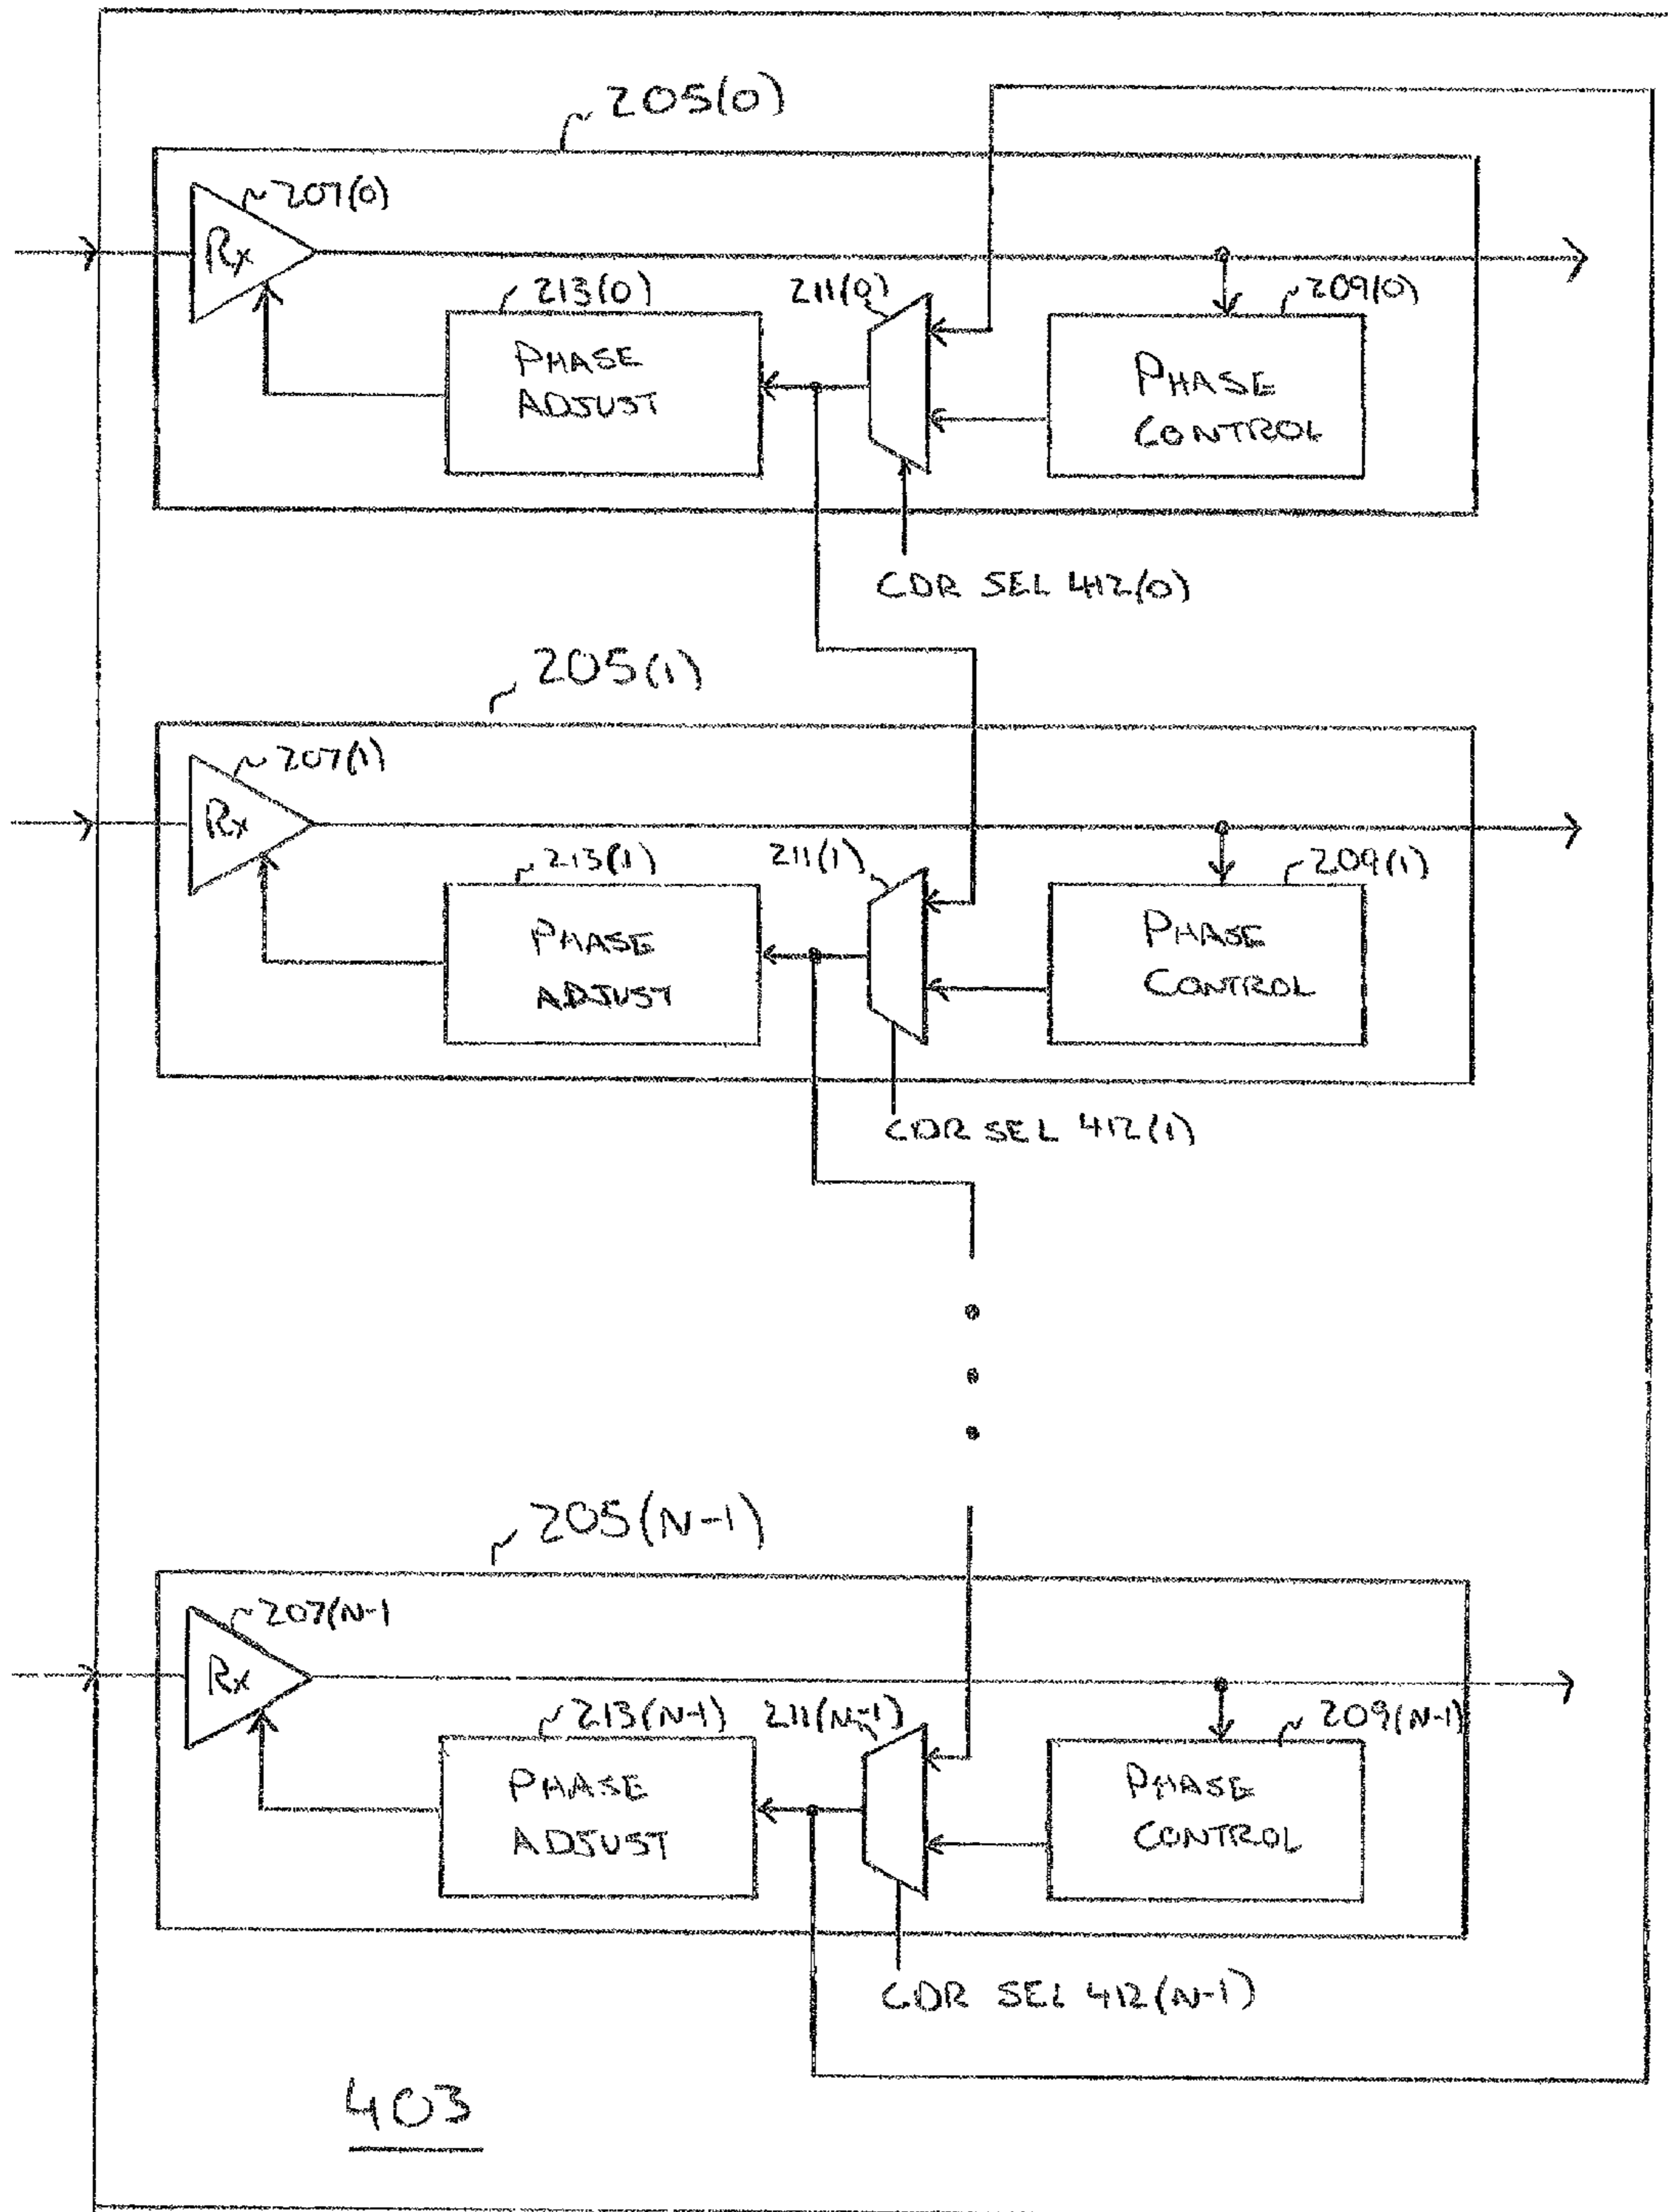 205(0)
207(0)
Rx
213(0)
211(0)
209(0)
PHASE
ADJUST
PHASE
CONTROL
CDR SEL 412(0)
205(1)
207(1)
Rx
213(1)
211(1)
209(1)
PHASE
ADJUST
PHASE
CONTROL
CDR SEL 412(1)
205(N-1)
207(N-1
Rx
213(N-1)
211(N-1)
209(N-1)
PHASE
ADJUST
PHASE
CONTROL
CDR SEL 412(N-1)
403